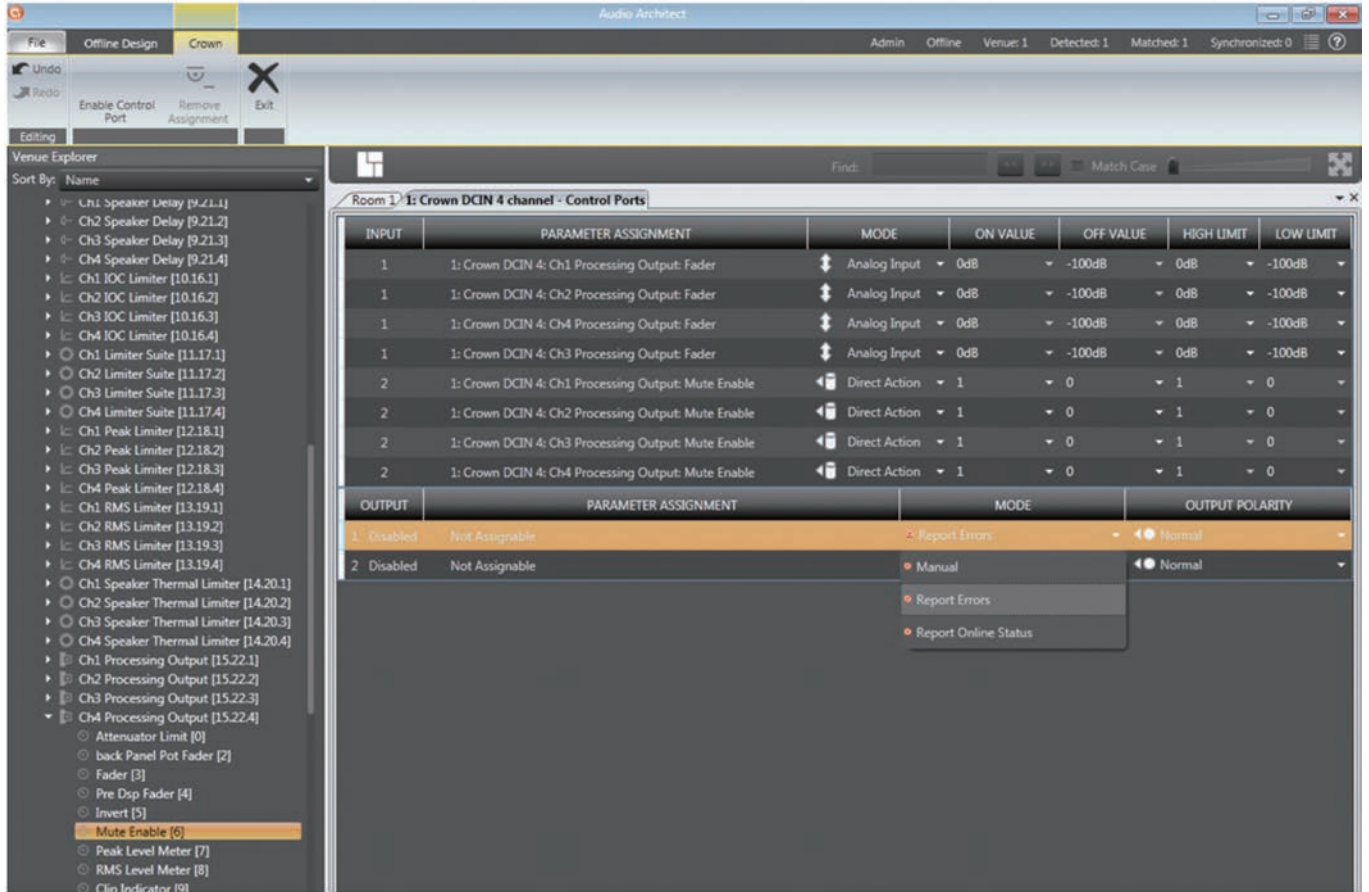 Audio Architect
File Offline Design Crown Admin Offline Venue: 1 Detected: 1 Matched: 1 Synchronized: 0
Undo
Redo
Enable Control Port
Remove Assignment
Exit
Editing
Venue Explorer
Sort By: Name
Ch1 Speaker Delay [9.21.1]
Ch2 Speaker Delay [9.21.2]
Ch3 Speaker Delay [9.21.3]
Ch4 Speaker Delay [9.21.4]
Ch1 IOC Limiter [10.16.1]
Ch2 IOC Limiter [10.16.2]
Ch3 IOC Limiter [10.16.3]
Ch4 IOC Limiter [10.16.4]
Ch1 Limiter Suite [11.17.1]
Ch2 Limiter Suite [11.17.2]
Ch3 Limiter Suite [11.17.3]
Ch4 Limiter Suite [11.17.4]
Ch1 Peak Limiter [12.18.1]
Ch2 Peak Limiter [12.18.2]
Ch3 Peak Limiter [12.18.3]
Ch4 Peak Limiter [12.18.4]
Ch1 RMS Limiter [13.19.1]
Ch2 RMS Limiter [13.19.2]
Ch3 RMS Limiter [13.19.3]
Ch4 RMS Limiter [13.19.4]
Ch1 Speaker Thermal Limiter [14.20.1]
Ch2 Speaker Thermal Limiter [14.20.2]
Ch3 Speaker Thermal Limiter [14.20.3]
Ch4 Speaker Thermal Limiter [14.20.4]
Ch1 Processing Output [15.22.1]
Ch2 Processing Output [15.22.2]
Ch3 Processing Output [15.22.3]
Ch4 Processing Output [15.22.4]
Attenuator Limit [0]
back Panel Pot Fader [2]
Fader [3]
Pre Dsp Fader [4]
Invert [5]
Mute Enable [6]
Peak Level Meter [7]
RMS Level Meter [8]
Clip Indicator [9]
Find: << >> Match Case
Room 1 1: Crown DCIN 4 channel - Control Ports
INPUT PARAMETER ASSIGNMENT MODE ON VALUE OFF VALUE HIGH LIMIT LOW LIMIT
1 1: Crown DCIN 4: Ch1 Processing Output: Fader Analog Input 0dB -100dB 0dB -100dB
1 1: Crown DCIN 4: Ch2 Processing Output: Fader Analog Input 0dB -100dB 0dB -100dB
1 1: Crown DCIN 4: Ch4 Processing Output: Fader Analog Input 0dB -100dB 0dB -100dB
1 1: Crown DCIN 4: Ch3 Processing Output: Fader Analog Input 0dB -100dB 0dB -100dB
2 1: Crown DCIN 4: Ch1 Processing Output: Mute Enable Direct Action 1 0 1 0
2 1: Crown DCIN 4: Ch2 Processing Output: Mute Enable Direct Action 1 0 1 0
2 1: Crown DCIN 4: Ch3 Processing Output: Mute Enable Direct Action 1 0 1 0
2 1: Crown DCIN 4: Ch4 Processing Output: Mute Enable Direct Action 1 0 1 0
OUTPUT PARAMETER ASSIGNMENT MODE OUTPUT POLARITY
1 Disabled Not Assignable Report Errors Normal
2 Disabled Not Assignable Normal
Manual
Report Errors
Report Online Status